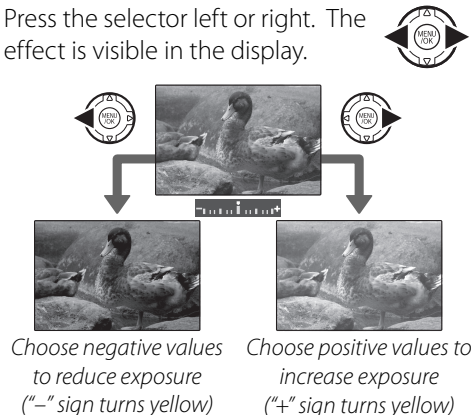 Press the selector left or right. The
effect is visible in the display.
MENU
/OK
MENU
/OK
MENU
/OK
Choose negative values
to reduce exposure
(“–” sign turns yellow)
Choose positive values to
increase exposure
(“+” sign turns yellow)